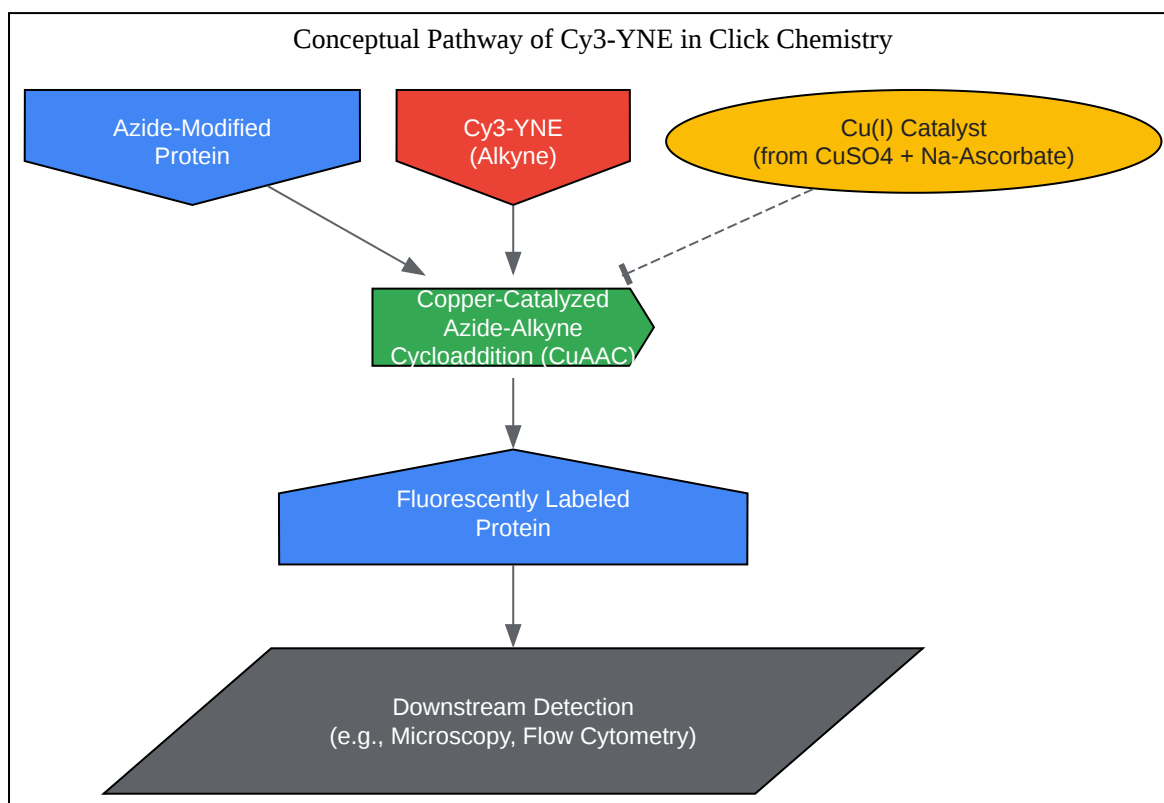 Conceptual Pathway of Cy3-YNE in Click Chemistry
Azide-Modified
Protein
Cy3-YNE
(Alkyne)
Cu(I) Catalyst
(from CuSO4 + Na-Ascorbate)
Copper-Catalyzed
Azide-Alkyne
Cycloaddition (CuAAC)
Fluorescently Labeled
Protein
Downstream Detection
(e.g., Microscopy, Flow Cytometry)